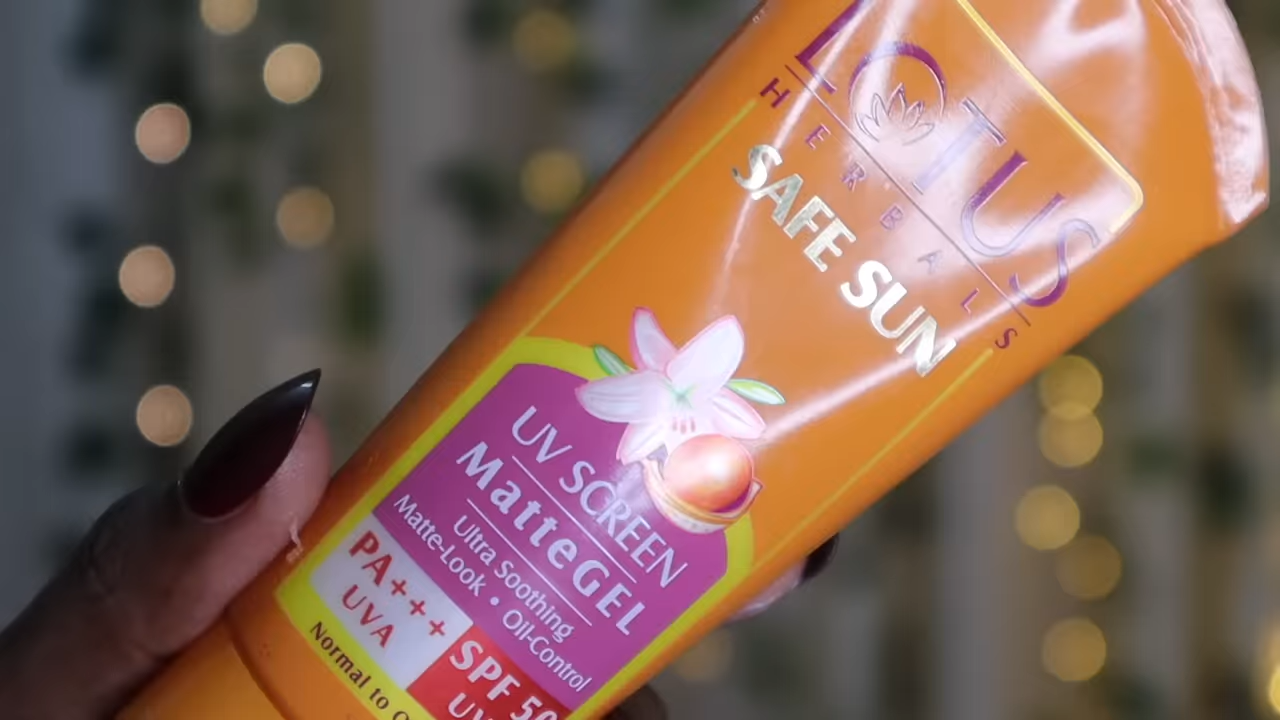 LOTUS
HERBALS
SAFE SUN
UV SCREEN
MatteGEL
Ultra Soothing
Matte-Look • Oil-Control
PA+++
UVA
SPF 50
Normal to